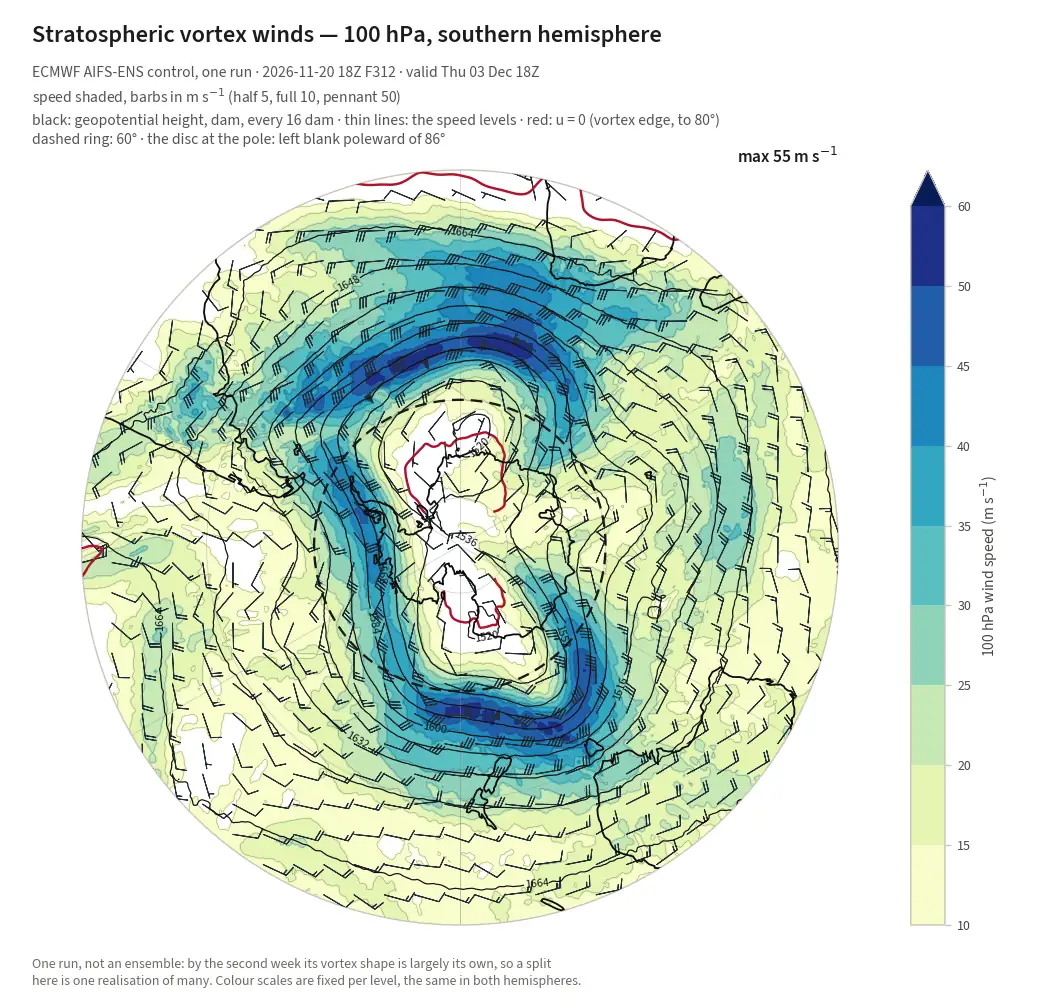 Stratospheric vortex winds — 100 hPa, southern hemisphere
ECMWF AIFS-ENS control, one run · 2026-11-20 18Z F312 · valid Thu 03 Dec 18Z
speed shaded, barbs in m s⁻¹ (half 5, full 10, pennant 50)
black: geopotential height, dam, every 16 dam · thin lines: the speed levels · red: u = 0 (vortex edge, to 80°)
dashed ring: 60° · the disc at the pole: left blank poleward of 86°
max 55 m s⁻¹
60
50
45
40
35
30
25
20
15
10
100 hPa wind speed (m s⁻¹)
1664
1648
1536
1664
1520
1616
1600
1632
1664
One run, not an ensemble: by the second week its vortex shape is largely its own, so a split
here is one realisation of many. Colour scales are fixed per level, the same in both hemispheres.